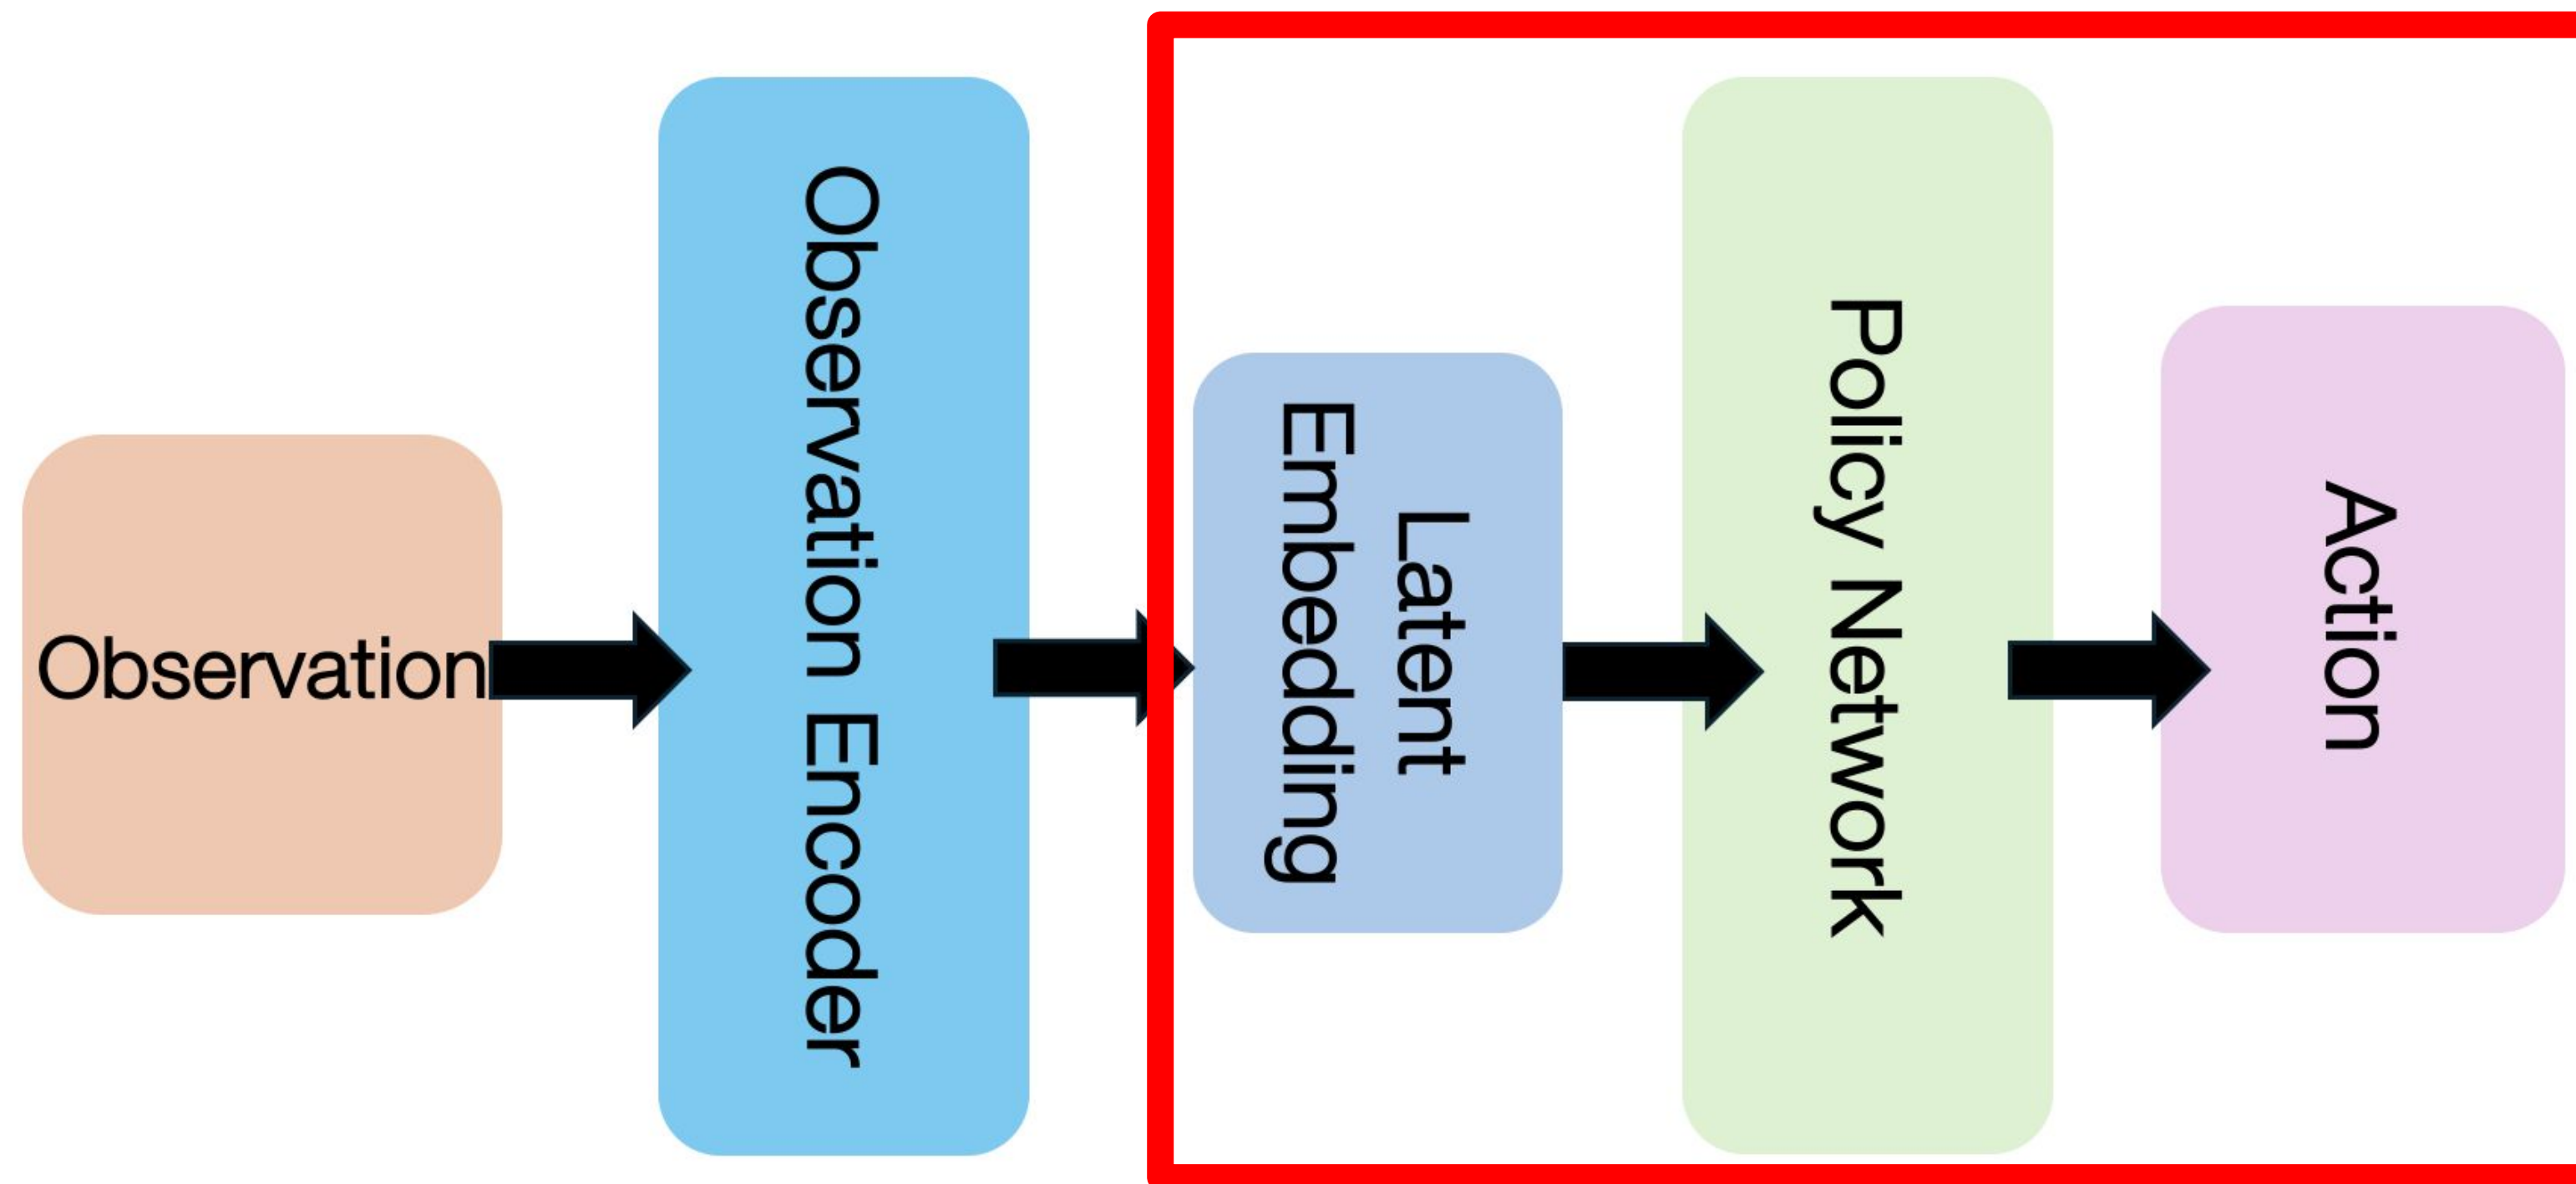 Observation
Observation Encoder
Latent
Embedding
Policy Network
Action